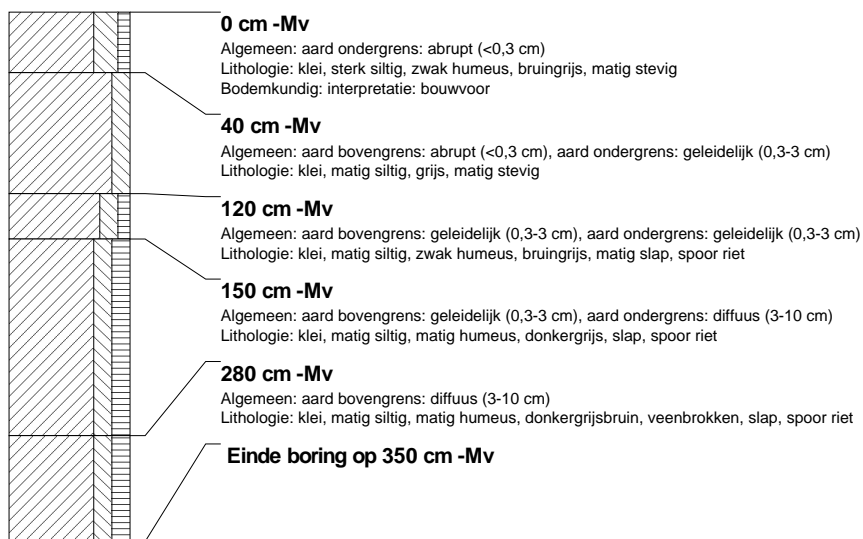 0 cm -Mv
Algemeen: aard ondergrens: abrupt (<0,3 cm)
Lithologie: klei, sterk siltig, zwak humeus, bruingrijs, matig stevig
Bodemkundig: interpretatie: bouwvoor
40 cm -Mv
Algemeen: aard bovengrens: abrupt (<0,3 cm), aard ondergrens: geleidelijk (0,3-3 cm)
Lithologie: klei, matig siltig, grijs, matig stevig
120 cm -Mv
Algemeen: aard bovengrens: geleidelijk (0,3-3 cm), aard ondergrens: geleidelijk (0,3-3 cm)
Lithologie: klei, matig siltig, zwak humeus, bruingrijs, matig slap, spoor riet
150 cm -Mv
Algemeen: aard bovengrens: geleidelijk (0,3-3 cm), aard ondergrens: diffuus (3-10 cm)
Lithologie: klei, matig siltig, matig humeus, donkergrijs, slap, spoor riet
280 cm -Mv
Algemeen: aard bovengrens: diffuus (3-10 cm)
Lithologie: klei, matig siltig, matig humeus, donkergrijsbruin, veenbrokken, slap, spoor riet
Einde boring op 350 cm -Mv